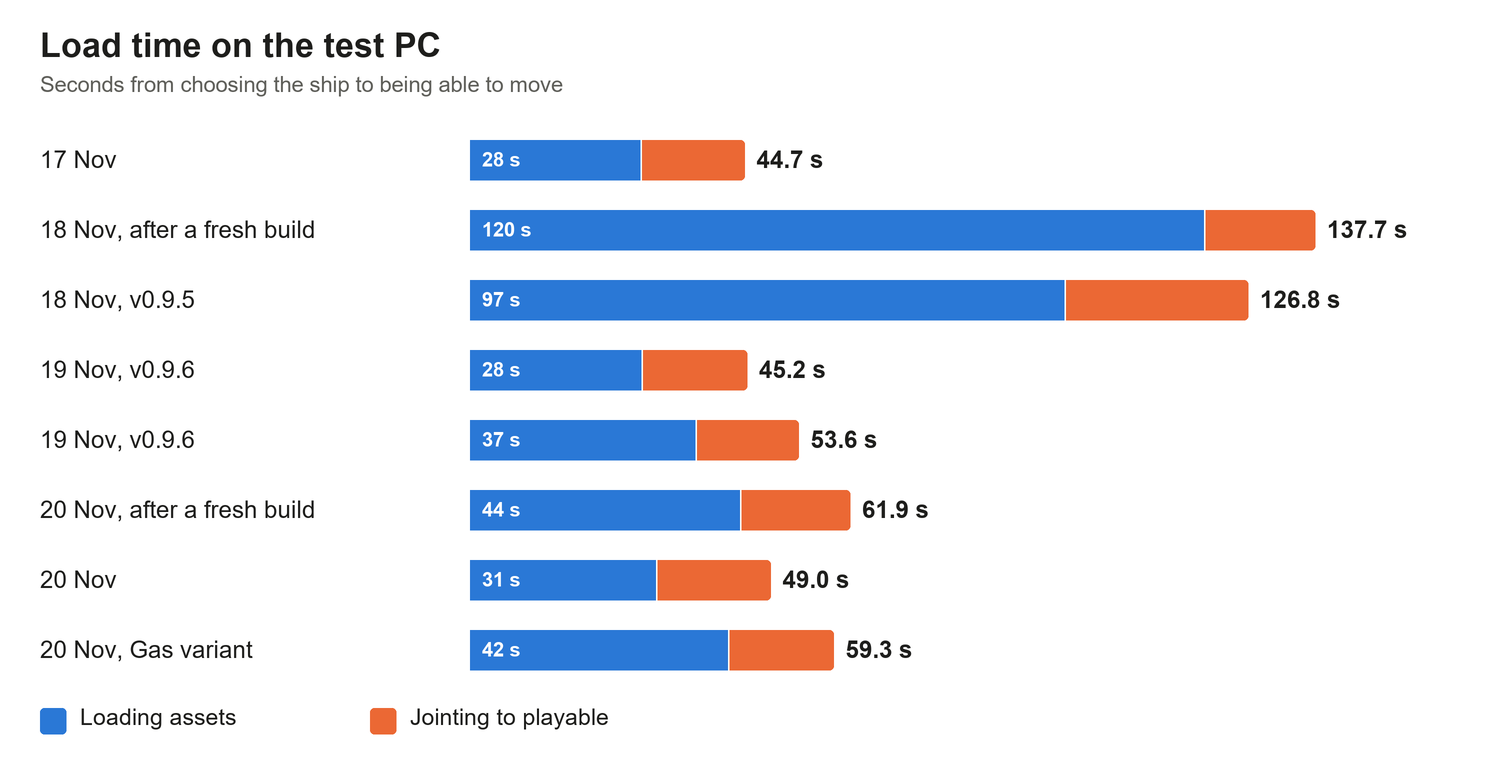 Load time on the test PC
Seconds from choosing the ship to being able to move
17 Nov 28 s 44.7 s
18 Nov, after a fresh build 120 s 137.7 s
18 Nov, v0.9.5 97 s 126.8 s
19 Nov, v0.9.6 28 s 45.2 s
19 Nov, v0.9.6 37 s 53.6 s
20 Nov, after a fresh build 44 s 61.9 s
20 Nov 31 s 49.0 s
20 Nov, Gas variant 42 s 59.3 s
Loading assets Jointing to playable